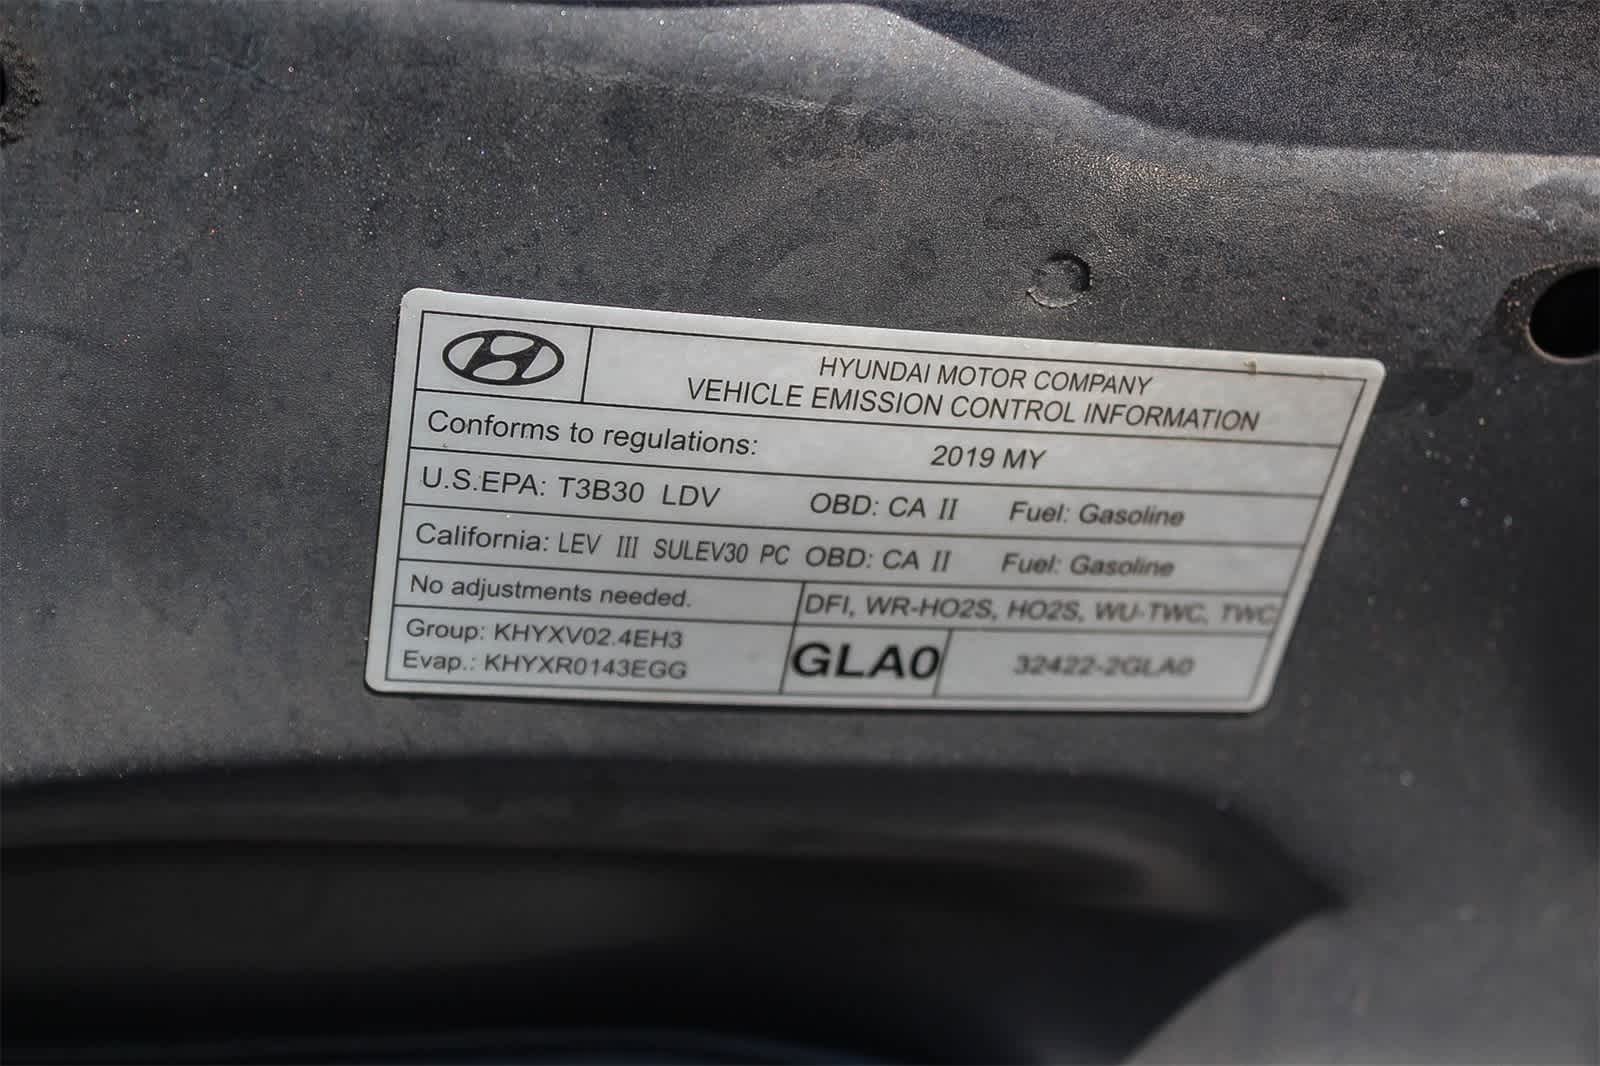 HYUNDAI MOTOR COMPANY
VEHICLE EMISSION CONTROL INFORMATION
Conforms to regulations: 2019 MY
U.S.EPA: T3B30 LDV OBD: CA II Fuel: Gasoline
California: LEV III SULEV30 PC OBD: CA II Fuel: Gasoline
No adjustments needed.
DFI, WR-HO2S, HO2S, WU-TWC, TWC
Group: KHYXV02.4EH3
Evap.: KHYXR0143EGG
GLA0
32422-2GLA0